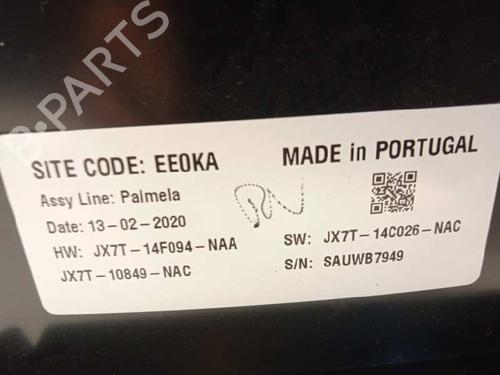 B-PARTS
SITE CODE: EE0KA
MADE in PORTUGAL
Assy Line: Palmela
Date: 13-02-2020
HW: JX7T-14F094-NAA
SW: JX7T-14C026-NAC
JX7T-10849-NAC
S/N: SAUWB7949